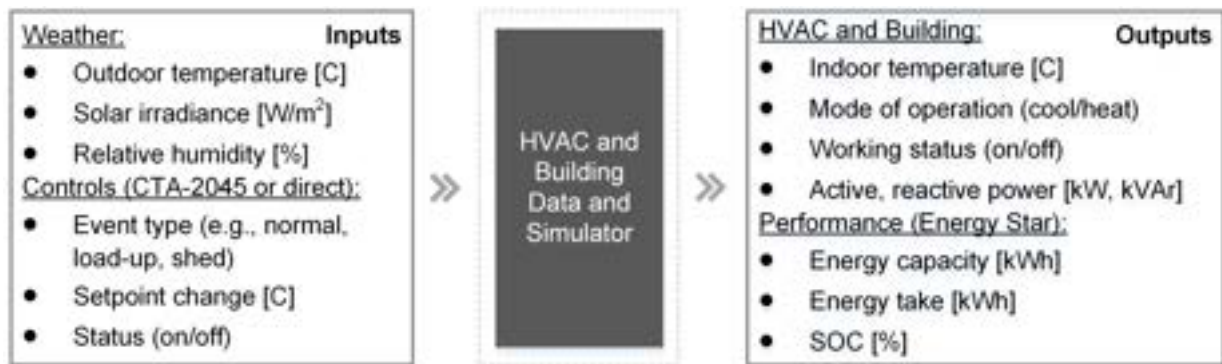 Weather: Inputs
● Outdoor temperature [C]
● Solar irradiance [W/m²]
● Relative humidity [%]
Controls (CTA-2045 or direct):
● Event type (e.g., normal,
load-up, shed)
● Setpoint change [C]
● Status (on/off)
HVAC and
Building
Data and
Simulator
HVAC and Building: Outputs
● Indoor temperature [C]
● Mode of operation (cool/heat)
● Working status (on/off)
● Active, reactive power [kW, kVAr]
Performance (Energy Star):
● Energy capacity [kWh]
● Energy take [kWh]
● SOC [%]